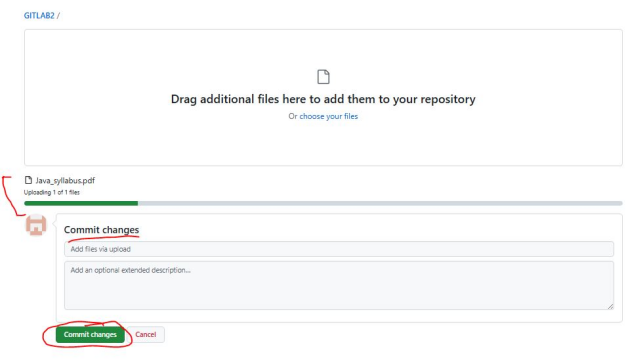 GITLAB2 /
Drag additional files here to add them to your repository
Or choose your files
Java_syllabus.pdf
Uploading 1 of 1 files
Commit changes
Add files via upload
Add an optional extended description...
Commit changes Cancel